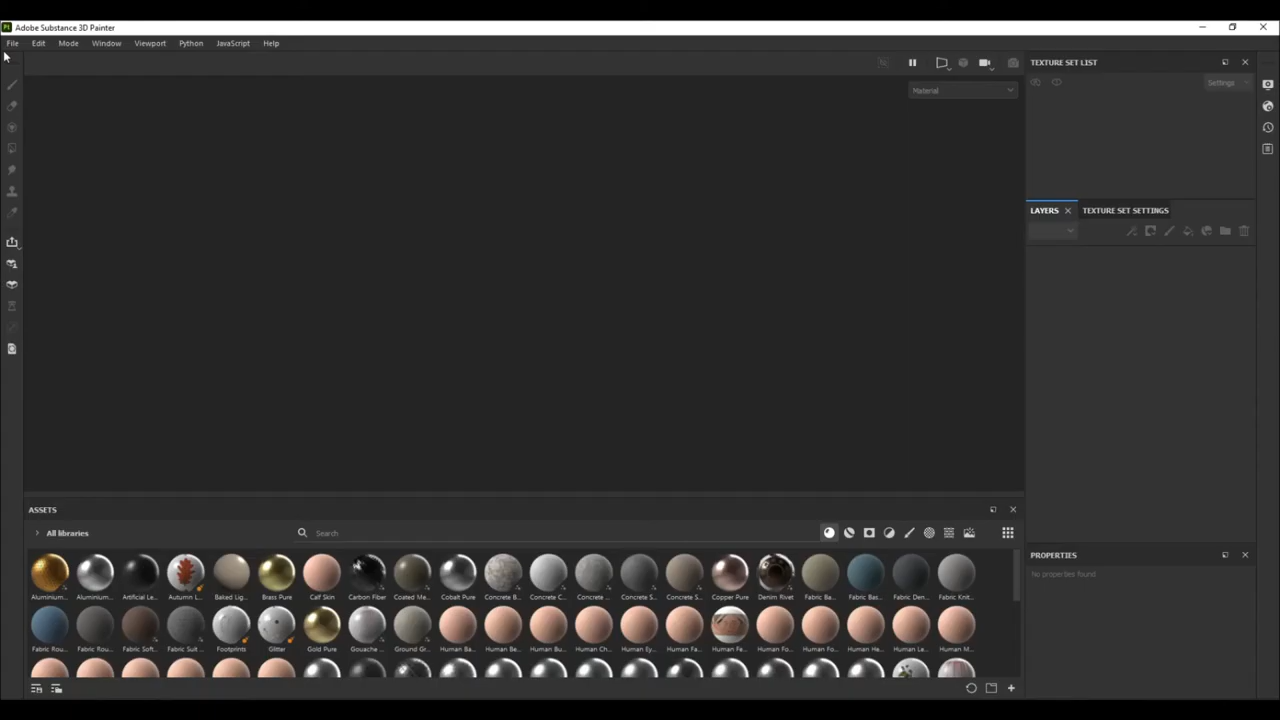 Pt Adobe Substance 3D Painter
File Edit Mode Window Viewport Python JavaScript Help
Material
TEXTURE SET LIST
Settings
LAYERS TEXTURE SET SETTINGS
ASSETS
All libraries
Search
Aluminium... Aluminium... Artificial Le... Autumn L... Baked Lig... Brass Pure Calf Skin Carbon Fiber Coated Me... Cobalt Pure Concrete B... Concrete C... Concrete ... Concrete S... Concrete S... Copper Pure Denim Rivet Fabric Ba... Fabric Bas... Fabric Den... Fabric Knit...
Fabric Rou... Fabric Rou... Fabric Soft... Fabric Suit ... Footprints Glitter Gold Pure Gouache ... Ground Gr... Human Ba... Human Be... Human Bu... Human Ch... Human Ey... Human Fa... Human Fe... Human Fo... Human Fo... Human He... Human Le... Human M...
PROPERTIES
No properties found